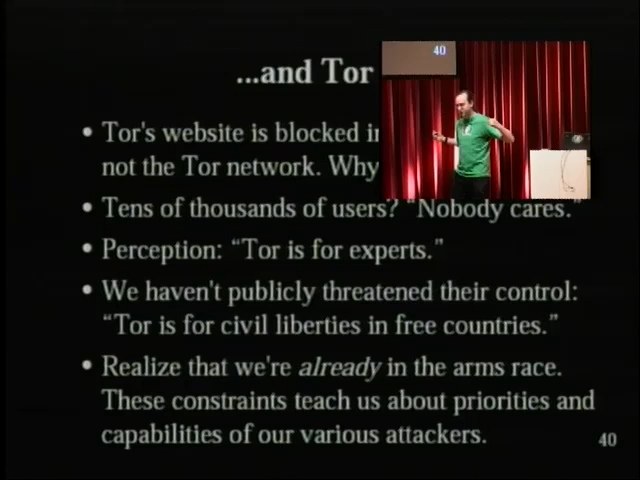 40
...and Tor
• Tor's website is blocked in
not the Tor network. Why
• Tens of thousands of users? "Nobody cares."
• Perception: "Tor is for experts."
• We haven't publicly threatened their control:
"Tor is for civil liberties in free countries."
• Realize that we're already in the arms race.
These constraints teach us about priorities and
capabilities of our various attackers.
40